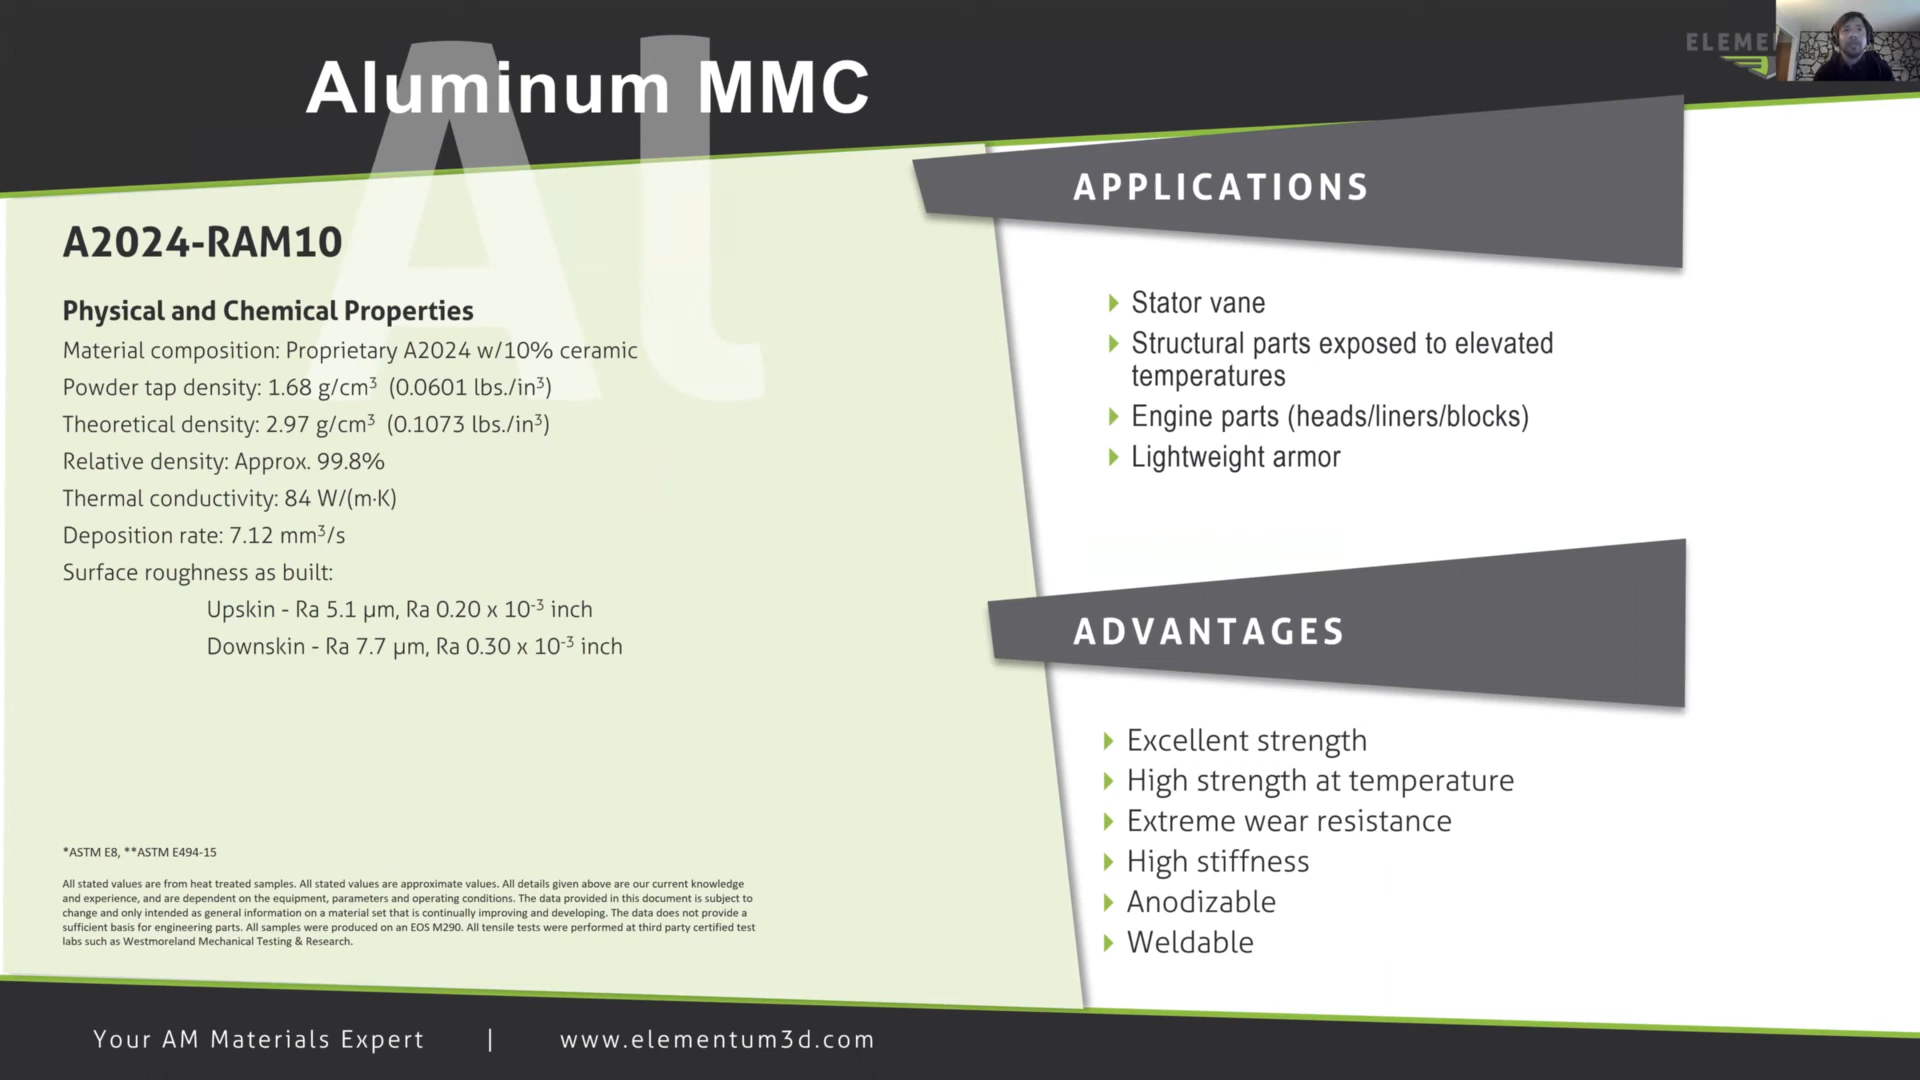 Aluminum MMC
Al
A2024-RAM10
Physical and Chemical Properties
Material composition: Proprietary A2024 w/10% ceramic
Powder tap density: 1.68 g/cm³ (0.0601 lbs./in³)
Theoretical density: 2.97 g/cm³ (0.1073 lbs./in³)
Relative density: Approx. 99.8%
Thermal conductivity: 84 W/(m·K)
Deposition rate: 7.12 mm³/s
Surface roughness as built:
Upskin - Ra 5.1 µm, Ra 0.20 x 10⁻³ inch
Downskin - Ra 7.7 µm, Ra 0.30 x 10⁻³ inch
*ASTM E8, **ASTM E494-15
All stated values are from heat treated samples. All stated values are approximate values. All details given above are our current knowledge
and experience, and are dependent on the equipment, parameters and operating conditions. The data provided in this document is subject to
change and only intended as general information on a material set that is continually improving and developing. The data does not provide a
sufficient basis for engineering parts. All samples were produced on an EOS M290. All tensile tests were performed at third party certified test
labs such as Westmoreland Mechanical Testing & Research.
APPLICATIONS
Stator vane
Structural parts exposed to elevated
temperatures
Engine parts (heads/liners/blocks)
Lightweight armor
ADVANTAGES
Excellent strength
High strength at temperature
Extreme wear resistance
High stiffness
Anodizable
Weldable
Your AM Materials Expert | www.elementum3d.com